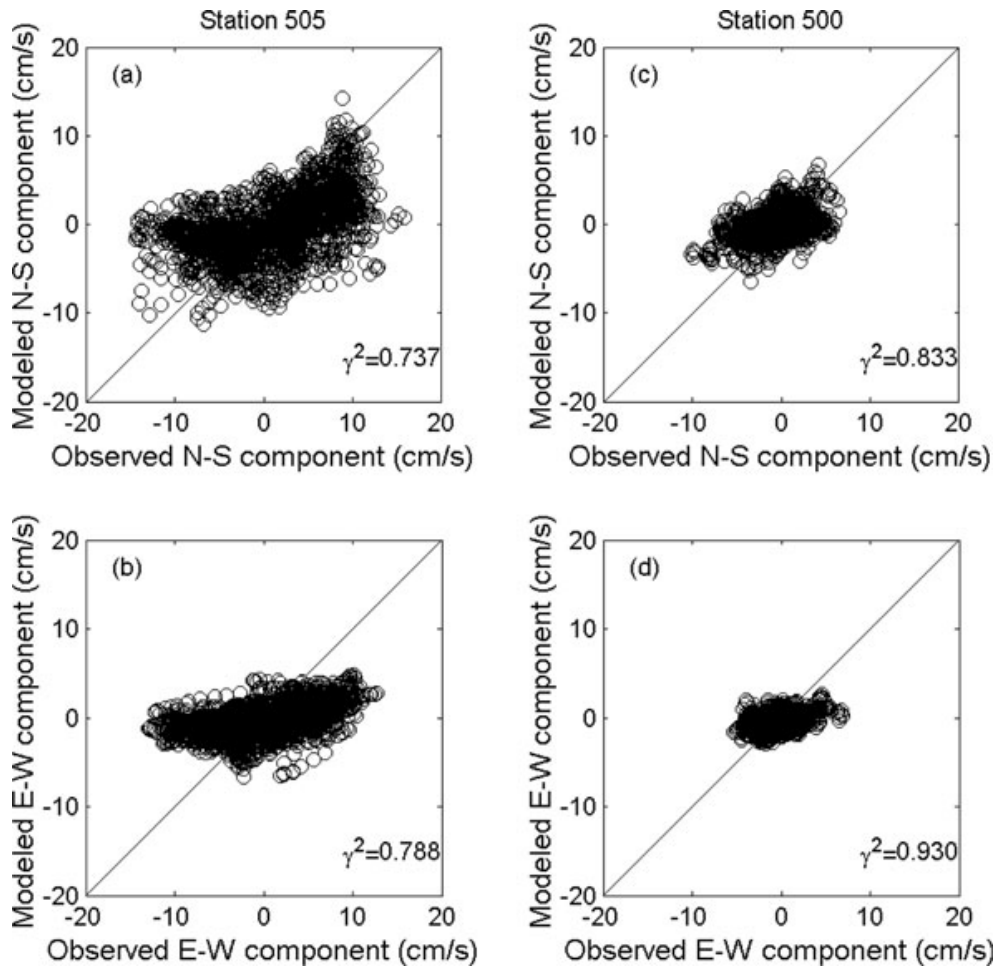 Station 505
20
10
0
-10
-20
Modeled N-S component (cm/s)
(a)
γ²=0.737
-20 -10 0 10 20
Observed N-S component (cm/s)
Station 500
20
10
0
-10
-20
Modeled N-S component (cm/s)
(c)
γ²=0.833
-20 -10 0 10 20
Observed N-S component (cm/s)
20
10
0
-10
-20
Modeled E-W component (cm/s)
(b)
γ²=0.788
-20 -10 0 10 20
Observed E-W component (cm/s)
20
10
0
-10
-20
Modeled E-W component (cm/s)
(d)
γ²=0.930
-20 -10 0 10 20
Observed E-W component (cm/s)